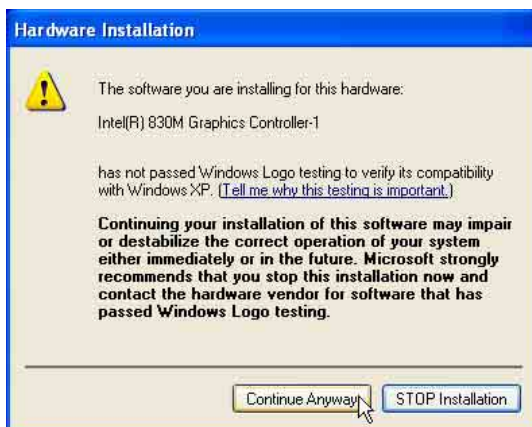 Hardware Installation
The software you are installing for this hardware:
Intel(R) 830M Graphics Controller-1
has not passed Windows Logo testing to verify its compatibility
with Windows XP. (Tell me why this testing is important.)
Continuing your installation of this software may impair
or destabilize the correct operation of your system
either immediately or in the future. Microsoft strongly
recommends that you stop this installation now and
contact the hardware vendor for software that has
passed Windows Logo testing.
Continue Anyway STOP Installation